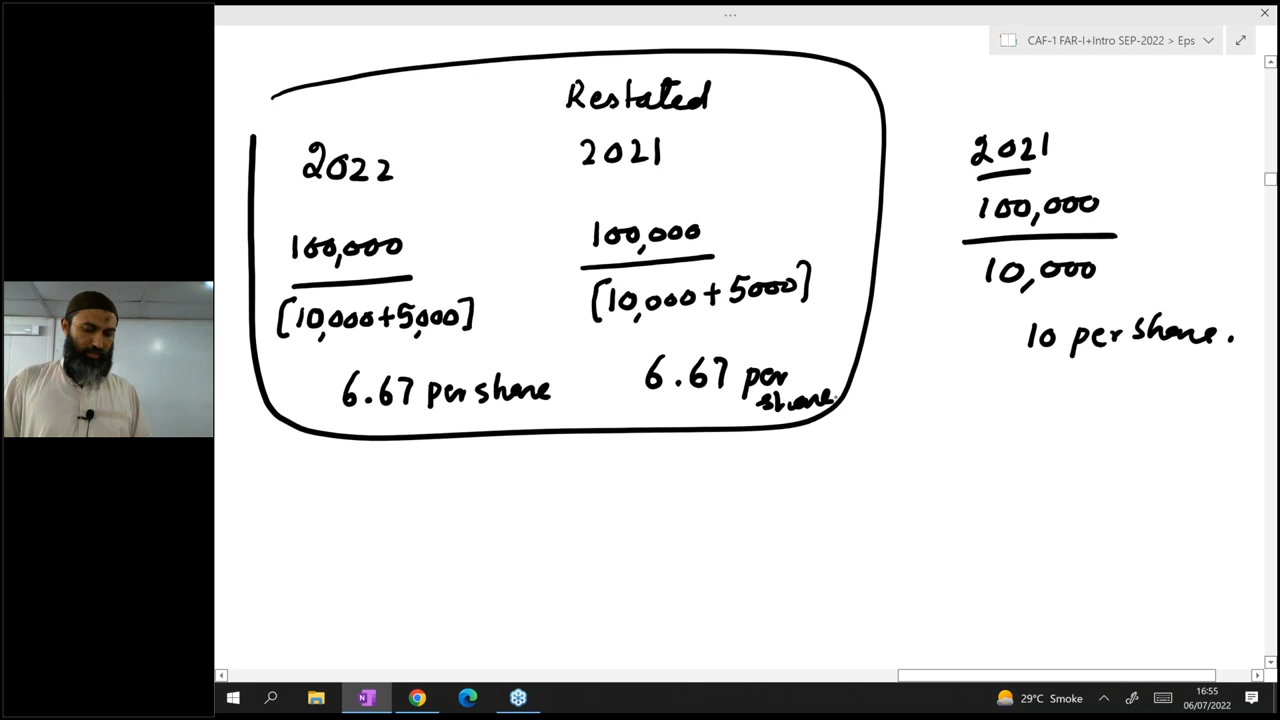 CAF-1 FAR-I+Intro SEP-2022 > Eps
Restated
2022
2021
100,000
[10,000+5,000]
6.67 per share
100,000
[10,000+5000]
6.67 per
share.
2021
100,000
10,000
10 per share.
29°C Smoke
16:55
06/07/2022